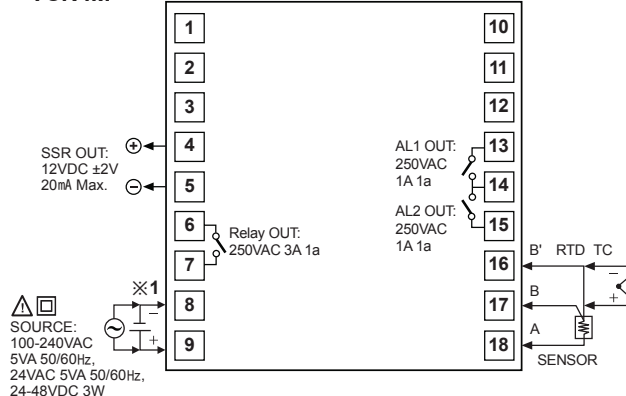 1
2
3
4
5
6
7
8
9
10
11
12
13
14
15
16
17
18
SSR OUT:
12VDC ±2V
20mA Max.
Relay OUT:
250VAC 3A 1a
※1
SOURCE:
100-240VAC
5VA 50/60Hz,
24VAC 5VA 50/60Hz,
24-48VDC 3W
AL1 OUT:
250VAC
1A 1a
AL2 OUT:
250VAC
1A 1a
B' RTD TC
B
A
SENSOR